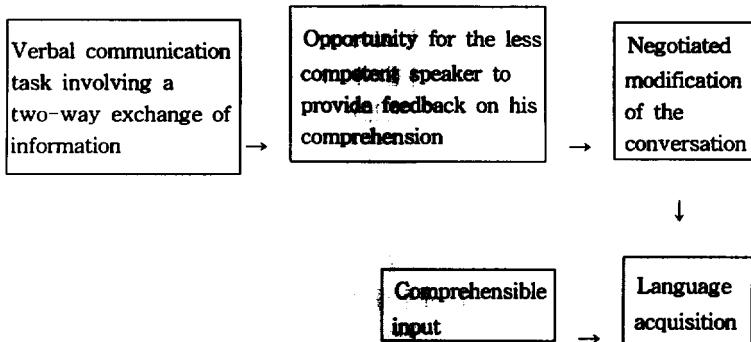 Verbal communication
task involving a
two-way exchange of
information
→
Opportunity for the less
competent speaker to
provide feedback on his
comprehension
→
Negotiated
modification
of the
conversation
↓
Comprehensible
input
→
Language
acquisition